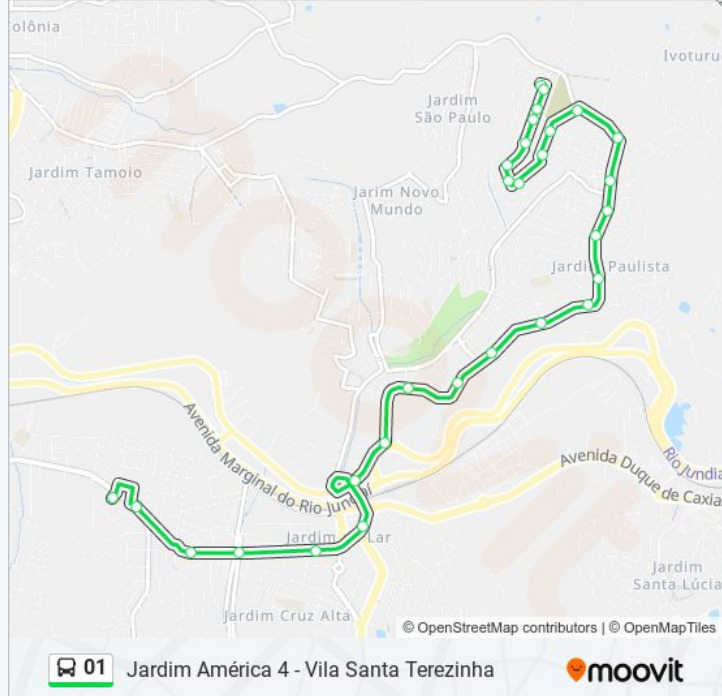 Colônia
Ivoturuc
Jardim
São Paulo
Jardim Tamoio
Jarim Novo
Mundo
Jardim Paulista
Avenida Marginal do Rio Jundiaí
Rio Jundia
Avenida Duque de Caxia
Jardim Lar
Jardim
Santa Lúcia
Jardim Cruz Alta
© OpenStreetMap contributors | © OpenMapTiles
01 Jardim América 4 - Vila Santa Terezinha
moovit